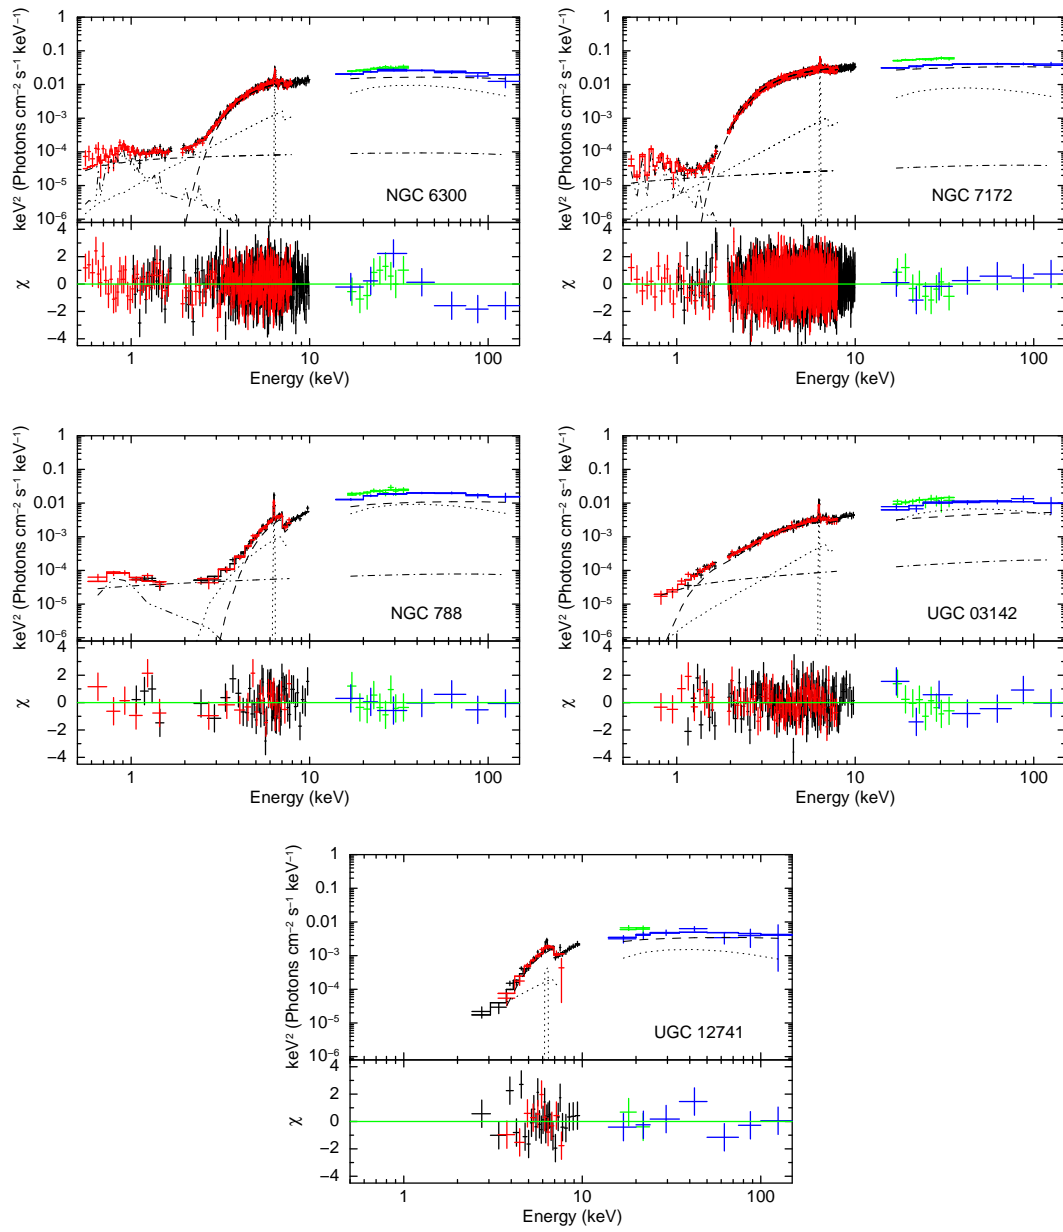 keV² (Photons cm⁻² s⁻¹ keV⁻¹)
1
0.1
0.01
10⁻³
10⁻⁴
10⁻⁵
10⁻⁶
NGC 6300
χ
4
2
0
−2
−4
1 10 100
Energy (keV)
keV² (Photons cm⁻² s⁻¹ keV⁻¹)
1
0.1
0.01
10⁻³
10⁻⁴
10⁻⁵
10⁻⁶
NGC 7172
χ
4
2
0
−2
−4
1 10 100
Energy (keV)
keV² (Photons cm⁻² s⁻¹ keV⁻¹)
1
0.1
0.01
10⁻³
10⁻⁴
10⁻⁵
10⁻⁶
NGC 788
χ
4
2
0
−2
−4
1 10 100
Energy (keV)
keV² (Photons cm⁻² s⁻¹ keV⁻¹)
1
0.1
0.01
10⁻³
10⁻⁴
10⁻⁵
10⁻⁶
UGC 03142
χ
4
2
0
−2
−4
1 10 100
Energy (keV)
keV² (Photons cm⁻² s⁻¹ keV⁻¹)
1
0.1
0.01
10⁻³
10⁻⁴
10⁻⁵
10⁻⁶
UGC 12741
χ
4
2
0
−2
−4
1 10 100
Energy (keV)